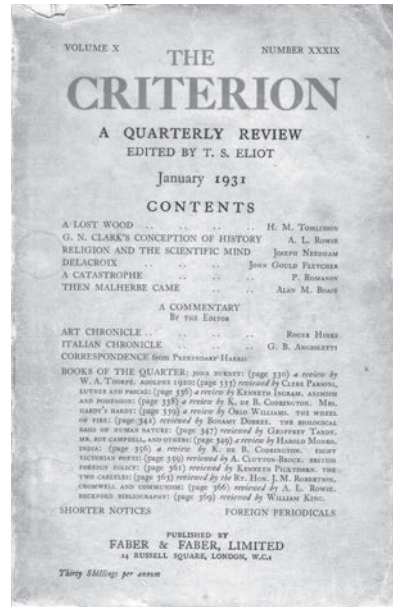 VOLUME X NUMBER XXXIX
THE
CRITERION
A QUARTERLY REVIEW
EDITED BY T. S. ELIOT
January 1931
CONTENTS
A LOST WOOD .. .. .. .. H. M. TOMLINSON
G. N. CLARK'S CONCEPTION OF HISTORY A. L. ROWSE
RELIGION AND THE SCIENTIFIC MIND JOSEPH NEEDHAM
DELACROIX .. .. .. JOHN GOULD FLETCHER
A CATASTROPHE .. .. .. P. ROMANOV
THEN MALHERBE CAME .. .. ALAN M. BOASE
A COMMENTARY
BY THE EDITOR
ART CHRONICLE .. .. .. .. ROGER HINKS
ITALIAN CHRONICLE .. .. G. B. ANGIOLETTI
CORRESPONDENCE from HARRIS
BOOKS OF THE QUARTER: JOHN BURNET: (page 330) a review by
W. A. THORPE. ADOLPHE 1920: (page 333) reviewed by CLERE PARSONS,
LUTHER AND PASCAL: (page 336) a review by KENNETH INGRAM. ANIMISM
AND POSSESSION: (page 338) a review by K. DE B. CODRINGTON. MRS.
HARDY'S HARDY: (page 339) a review by ORLO WILLIAMS. THE WHEEL
OF FIRE: (page 342) reviewed by BONAMY DOBREE. THE BIOLOGICAL
BASIS OF HUMAN NATURE: (page 347) reviewed by GEOFFREY TANDY.
MR. ROY CAMPBELL, AND OTHERS: (page 349) a review by HAROLD MONRO.
INDIA: (page 356) a review by K. DE B. CODRINGTON. EIGHT
VICTORIAN POETS: (page 359) reviewed by A. CLUTTON-BROCK. BRITISH
FOREIGN POLICY: (page 361) reviewed by KENNETH PICKTHORN. THE
TWO CARLYLES: (page 363) reviewed by the RT. HON. J. M. ROBERTSON,
CROMWELL AND COMMUNISM: (page 366) reviewed by A. L. ROWSE.
BECKFORD BIBLIOGRAPHY: (page 369) reviewed by WILLIAM KING.
SHORTER NOTICES FOREIGN PERIODICALS
PUBLISHED BY
FABER & FABER, LIMITED
24 RUSSELL SQUARE, LONDON, W.C.1
Thirty Shillings per annum